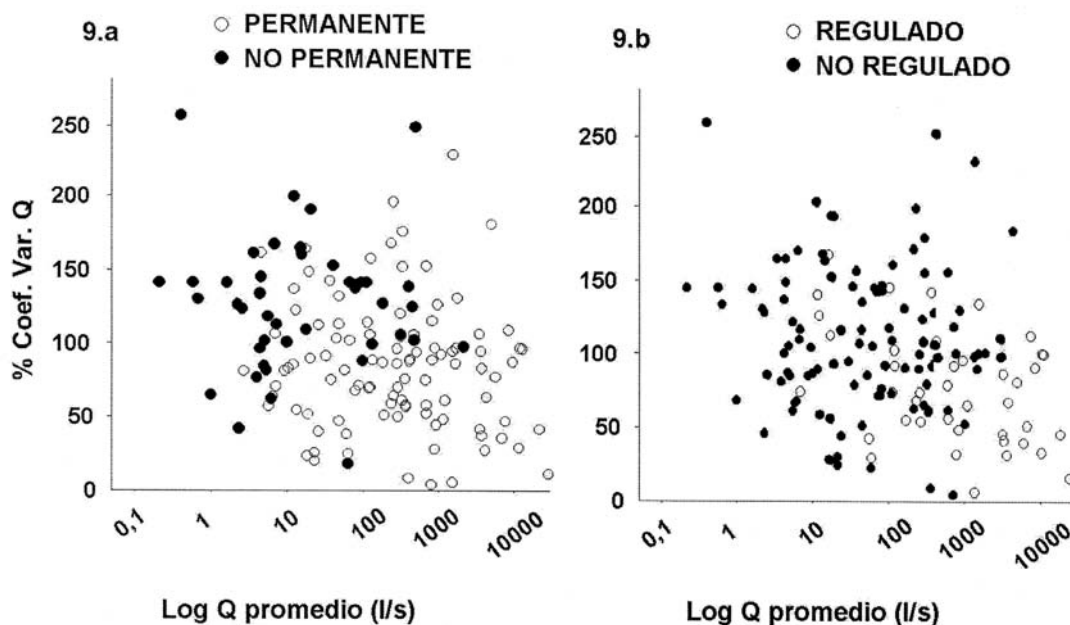 9.a
○ PERMANENTE
● NO PERMANENTE
% Coef. Var. Q
250
200
150
100
50
0
0,1
1
10
100
1000
10000
Log Q promedio (l/s)
9.b
○ REGULADO
● NO REGULADO
250
200
150
100
50
0
0,1
1
10
100
1000
10000
Log Q promedio (l/s)